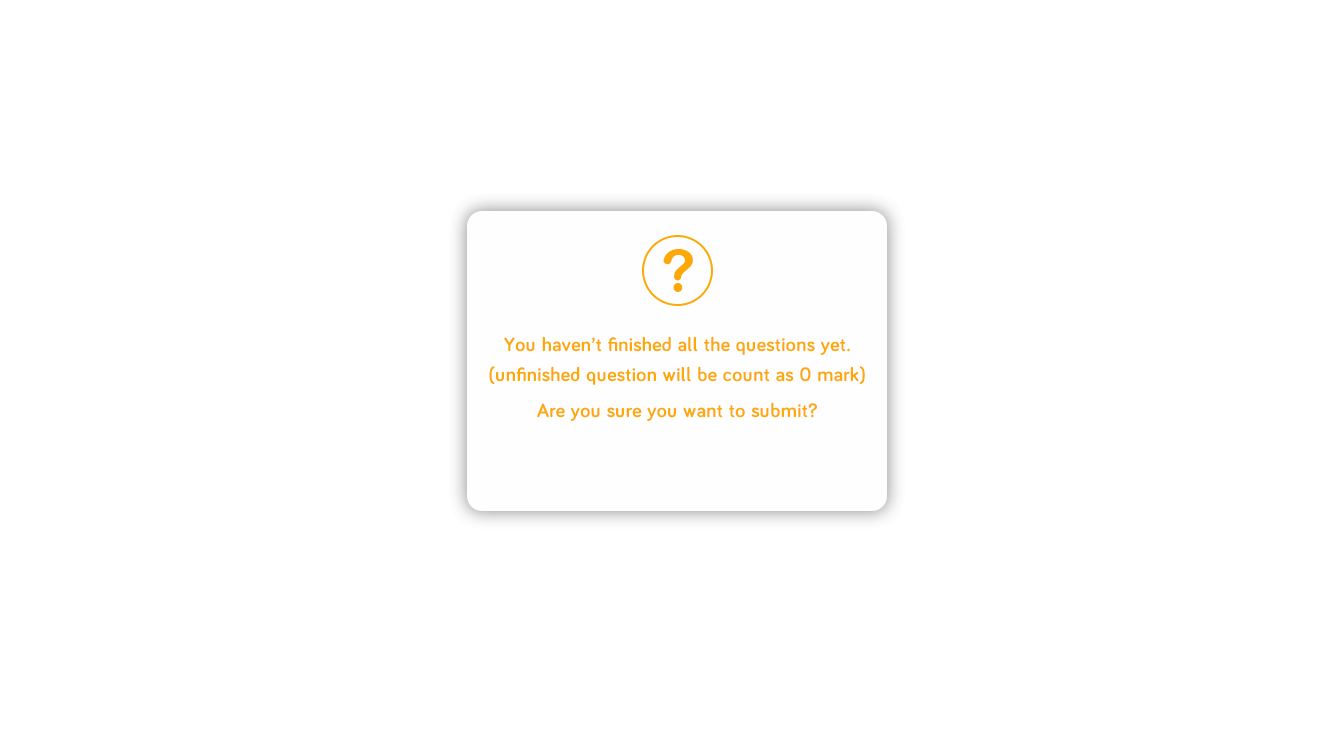 ?
You haven't finished all the questions yet.
(unfinished question will be count as 0 mark)
Are you sure you want to submit?